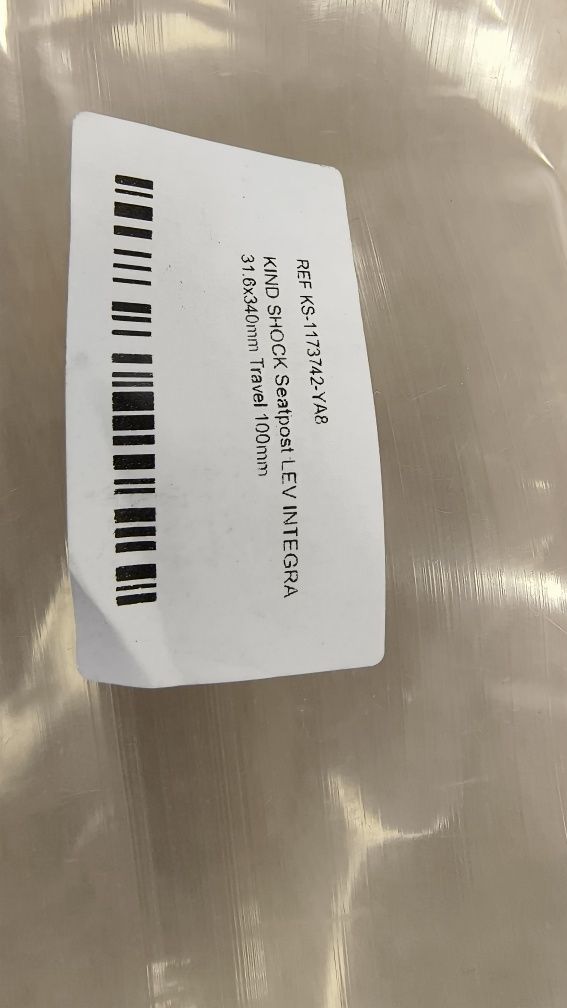 REF KS-1173742-YA8
KIND SHOCK Seatpost LEV INTEGRA
31.6x340mm Travel 100mm